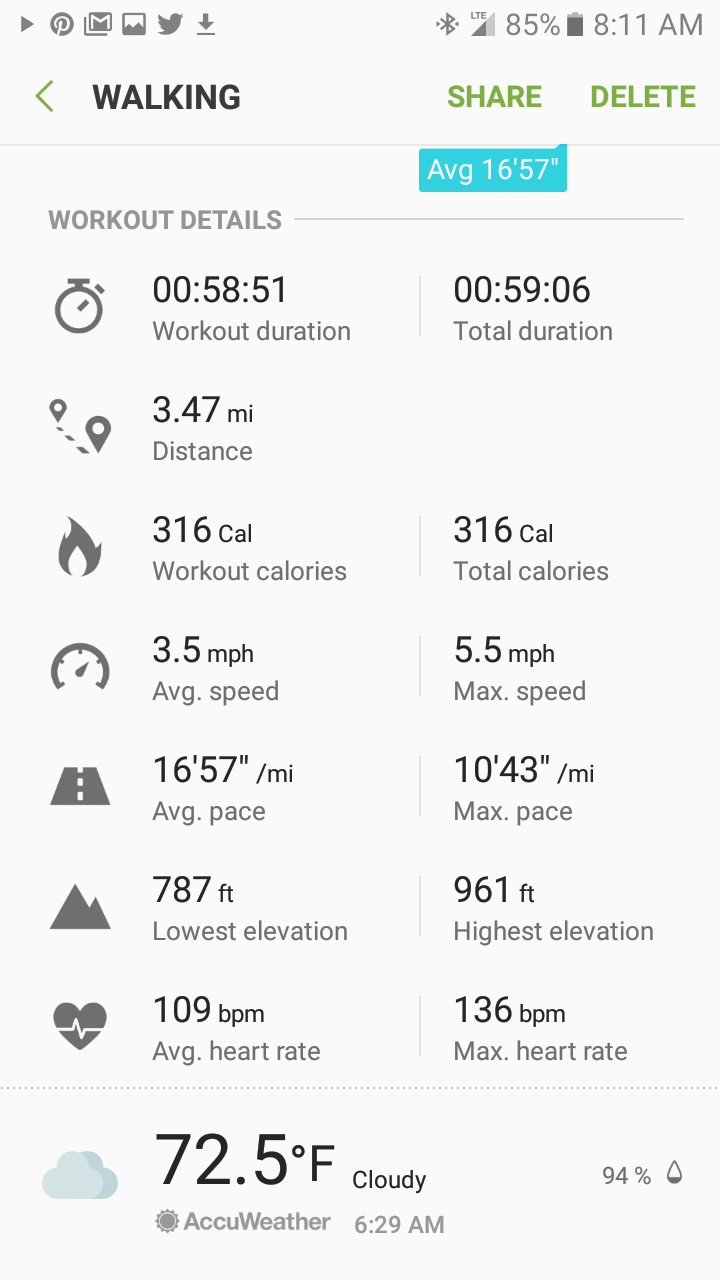 LTE 85% 8:11 AM
WALKING SHARE DELETE
Avg 16'57"
WORKOUT DETAILS
00:58:51 00:59:06
Workout duration Total duration
3.47 mi
Distance
316 Cal 316 Cal
Workout calories Total calories
3.5 mph 5.5 mph
Avg. speed Max. speed
16'57" /mi 10'43" /mi
Avg. pace Max. pace
787 ft 961 ft
Lowest elevation Highest elevation
109 bpm 136 bpm
Avg. heart rate Max. heart rate
72.5°F Cloudy 94 %
AccuWeather 6:29 AM